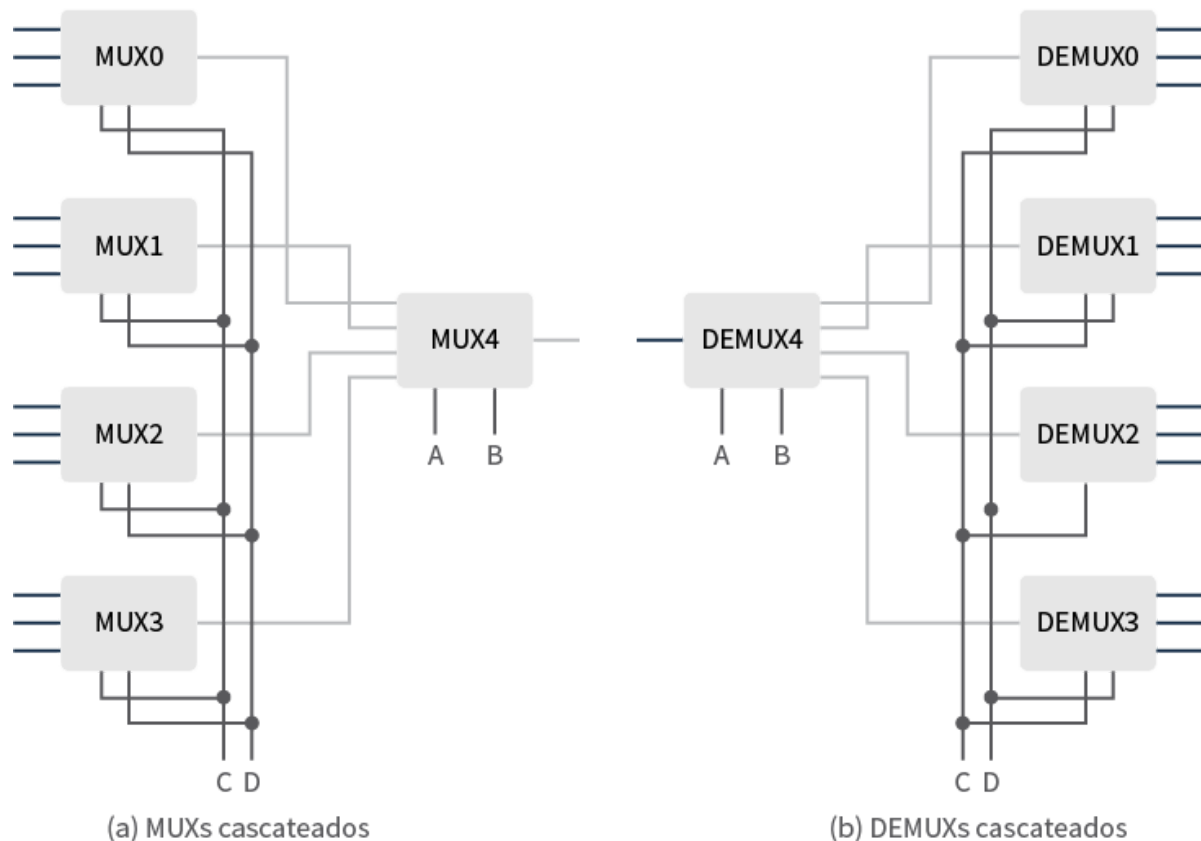 MUX0
MUX1
MUX2
MUX3
MUX4
A B
C D
(a) MUXs cascateados
DEMUX0
DEMUX1
DEMUX4
A B
DEMUX2
DEMUX3
C D
(b) DEMUXs cascateados